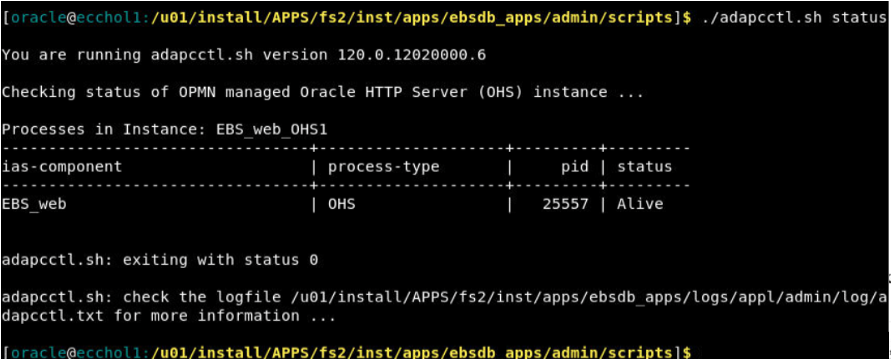 [oracle@ecchol1:/u01/install/APPS/fs2/inst/apps/ebsdb_apps/admin/scripts]$ ./adapcctl.sh status
You are running adapcctl.sh version 120.0.12020000.6
Checking status of OPMN managed Oracle HTTP Server (OHS) instance ...
Processes in Instance: EBS_web_OHS1
---------------------------------+--------------------+---------+---------
ias-component                    | process-type       |     pid | status
---------------------------------+--------------------+---------+---------
EBS_web                          | OHS                |   25557 | Alive
adapcctl.sh: exiting with status 0
adapcctl.sh: check the logfile /u01/install/APPS/fs2/inst/apps/ebsdb_apps/logs/appl/admin/log/a
dapcctl.txt for more information ...
[oracle@ecchol1:/u01/install/APPS/fs2/inst/apps/ebsdb_apps/admin/scripts]$